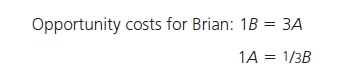 Opportunity costs for Brian: 1B = 3A
1A = 1/3B